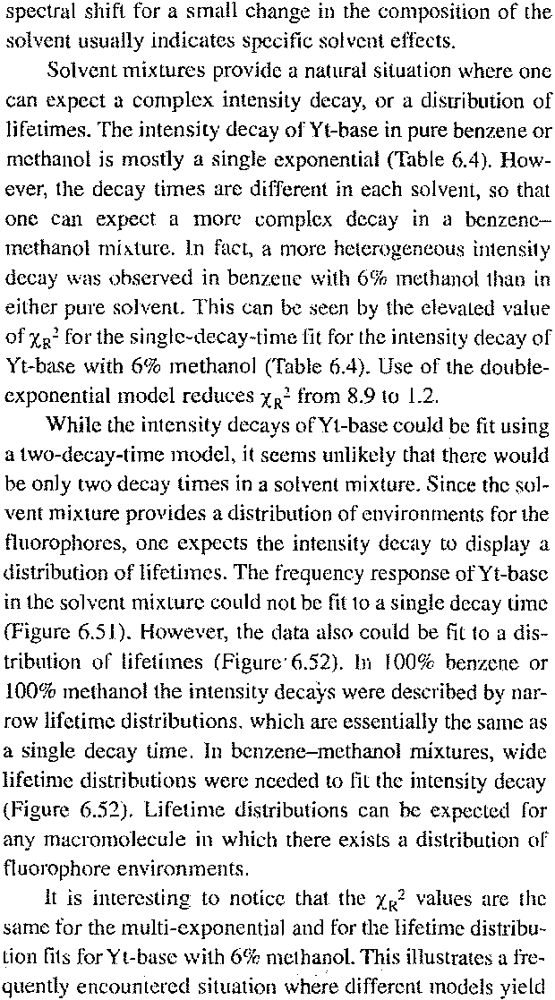 spectral shift for a small change in the composition of the
solvent usually indicates specific solvent effects.
Solvent mixtures provide a natural situation where one
can expect a complex intensity decay, or a distribution of
lifetimes. The intensity decay of Yt-base in pure benzene or
methanol is mostly a single exponential (Table 6.4). How-
ever, the decay times are different in each solvent, so that
one can expect a more complex decay in a benzene–
methanol mixture. In fact, a more heterogeneous intensity
decay was observed in benzene with 6% methanol than in
either pure solvent. This can be seen by the elevated value
of χR² for the single-decay-time fit for the intensity decay of
Yt-base with 6% methanol (Table 6.4). Use of the double-
exponential model reduces χR² from 8.9 to 1.2.
While the intensity decays of Yt-base could be fit using
a two-decay-time model, it seems unlikely that there would
be only two decay times in a solvent mixture. Since the sol-
vent mixture provides a distribution of environments for the
fluorophores, one expects the intensity decay to display a
distribution of lifetimes. The frequency response of Yt-base
in the solvent mixture could not be fit to a single decay time
(Figure 6.51). However, the data also could be fit to a dis-
tribution of lifetimes (Figure 6.52). In 100% benzene or
100% methanol the intensity decays were described by nar-
row lifetime distributions, which are essentially the same as
a single decay time. In benzene–methanol mixtures, wide
lifetime distributions were needed to fit the intensity decay
(Figure 6.52). Lifetime distributions can be expected for
any macromolecule in which there exists a distribution of
fluorophore environments.
It is interesting to notice that the χR² values are the
same for the multi-exponential and for the lifetime distribu-
tion fits for Yt-base with 6% methanol. This illustrates a fre-
quently encountered situation where different models yield